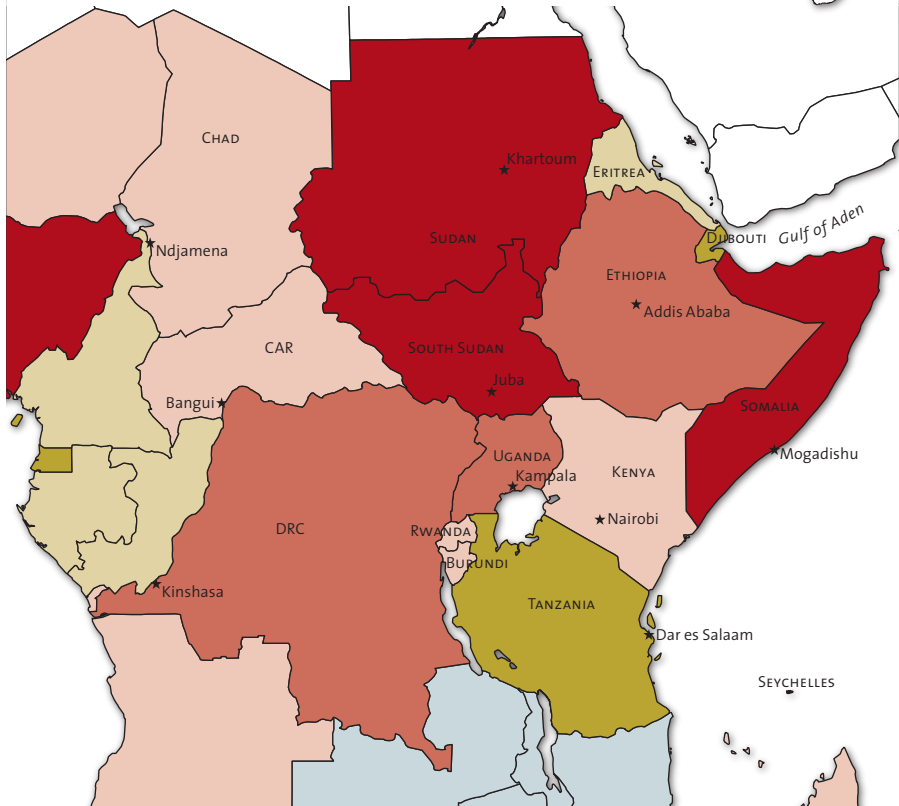 CHAD
Khartoum
ERITREA
Ndjamena
SUDAN
DJIBOUTI
Gulf of Aden
ETHIOPIA
Addis Ababa
CAR
SOUTH SUDAN
Juba
Bangui
SOMALIA
UGANDA
Mogadishu
Kampala
KENYA
DRC
RWANDA
Nairobi
BURUNDI
Kinshasa
TANZANIA
Dar es Salaam
SEYCHELLES